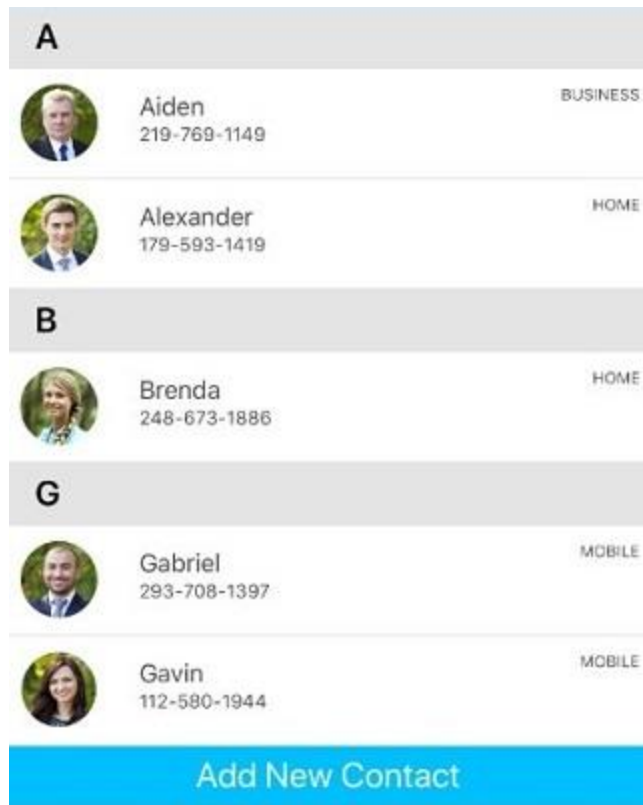 A
Aiden
BUSINESS
219-769-1149
Alexander
HOME
179-593-1419
B
Brenda
HOME
248-673-1886
G
Gabriel
MOBILE
293-708-1397
Gavin
MOBILE
112-580-1944
Add New Contact